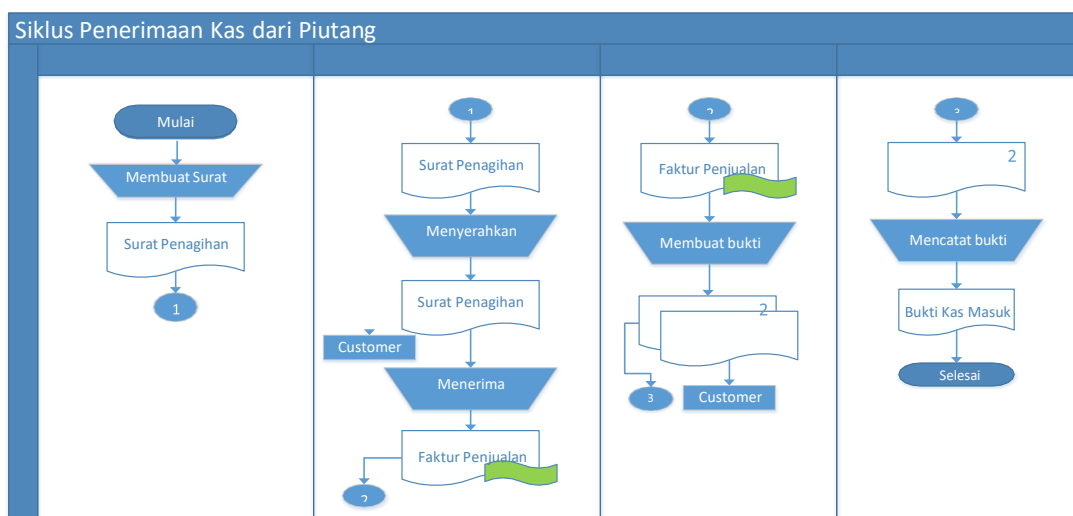 Siklus Penerimaan Kas dari Piutang
Mulai
Membuat Surat
Surat Penagihan
1
1
Surat Penagihan
Menyerahkan
Surat Penagihan
Customer
Menerima
Faktur Penjualan
2
2
Faktur Penjualan
Membuat bukti
2
3
Customer
3
2
Mencatat bukti
Bukti Kas Masuk
Selesai